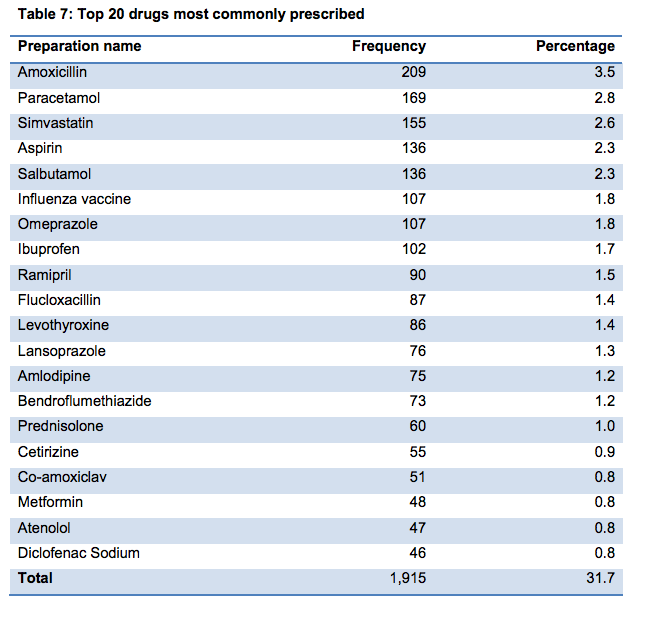 Table 7: Top 20 drugs most commonly prescribed
Preparation name Frequency Percentage
Amoxicillin 209 3.5
Paracetamol 169 2.8
Simvastatin 155 2.6
Aspirin 136 2.3
Salbutamol 136 2.3
Influenza vaccine 107 1.8
Omeprazole 107 1.8
Ibuprofen 102 1.7
Ramipril 90 1.5
Flucloxacillin 87 1.4
Levothyroxine 86 1.4
Lansoprazole 76 1.3
Amlodipine 75 1.2
Bendroflumethiazide 73 1.2
Prednisolone 60 1.0
Cetirizine 55 0.9
Co-amoxiclav 51 0.8
Metformin 48 0.8
Atenolol 47 0.8
Diclofenac Sodium 46 0.8
Total 1,915 31.7